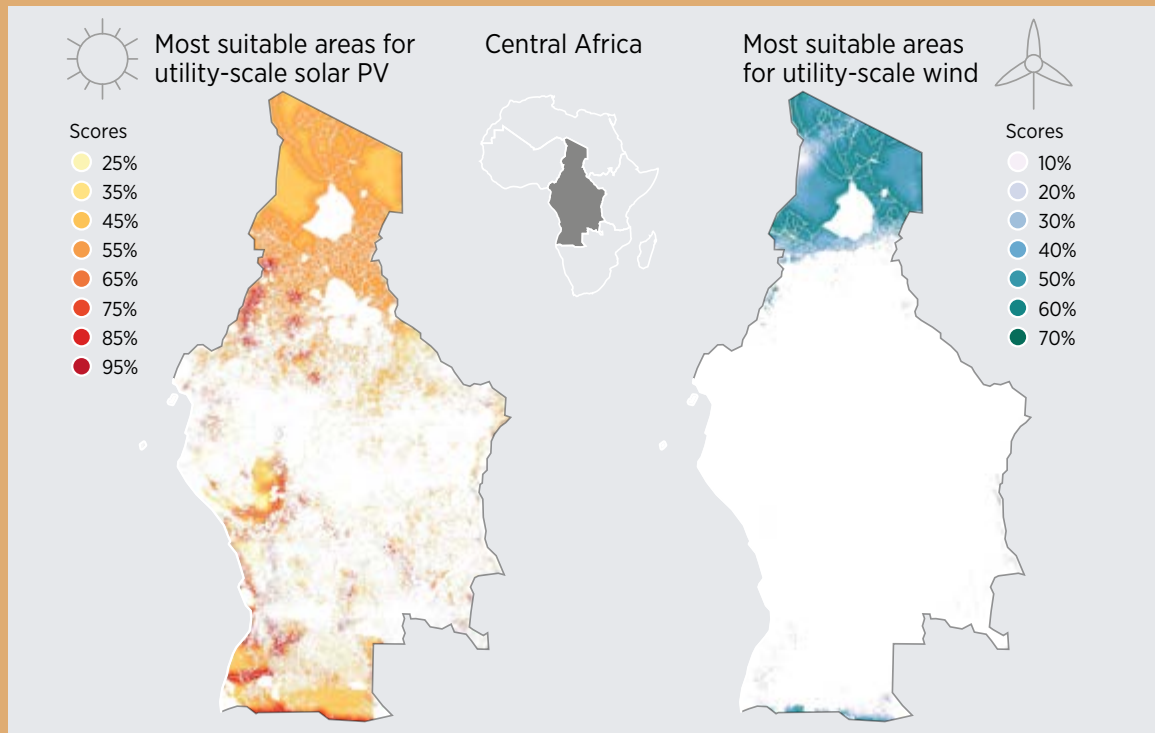 Most suitable areas for
utility-scale solar PV
Scores
25%
35%
45%
55%
65%
75%
85%
95%
Central Africa
Most suitable areas
for utility-scale wind
Scores
10%
20%
30%
40%
50%
60%
70%